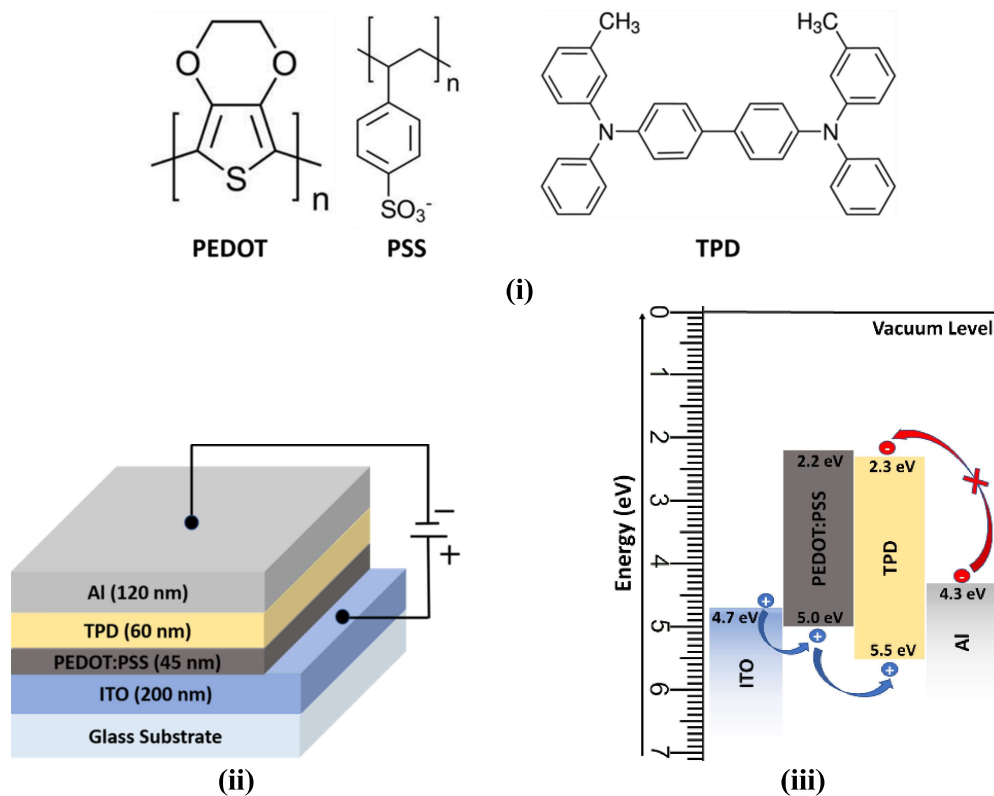 CH₃
H₃C
O O
n
S
n
SO₃⁻
N
N
PEDOT
PSS
TPD
(i)
0
Vacuum Level
1
2
2.2 eV
2.3 eV
3
4
4.3 eV
4.7 eV
5.0 eV
5
5.5 eV
6
7
Energy (eV)
ITO
PEDOT:PSS
TPD
Al
−
+
Al (120 nm)
TPD (60 nm)
PEDOT:PSS (45 nm)
ITO (200 nm)
Glass Substrate
(ii)
(iii)